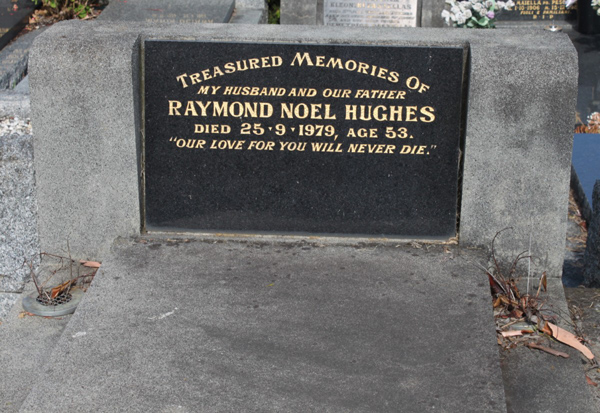 TREASURED MEMORIES OF
MY HUSBAND AND OUR FATHER
RAYMOND NOEL HUGHES
DIED 25·9·1979, AGE 53.
"OUR LOVE FOR YOU WILL NEVER DIE."